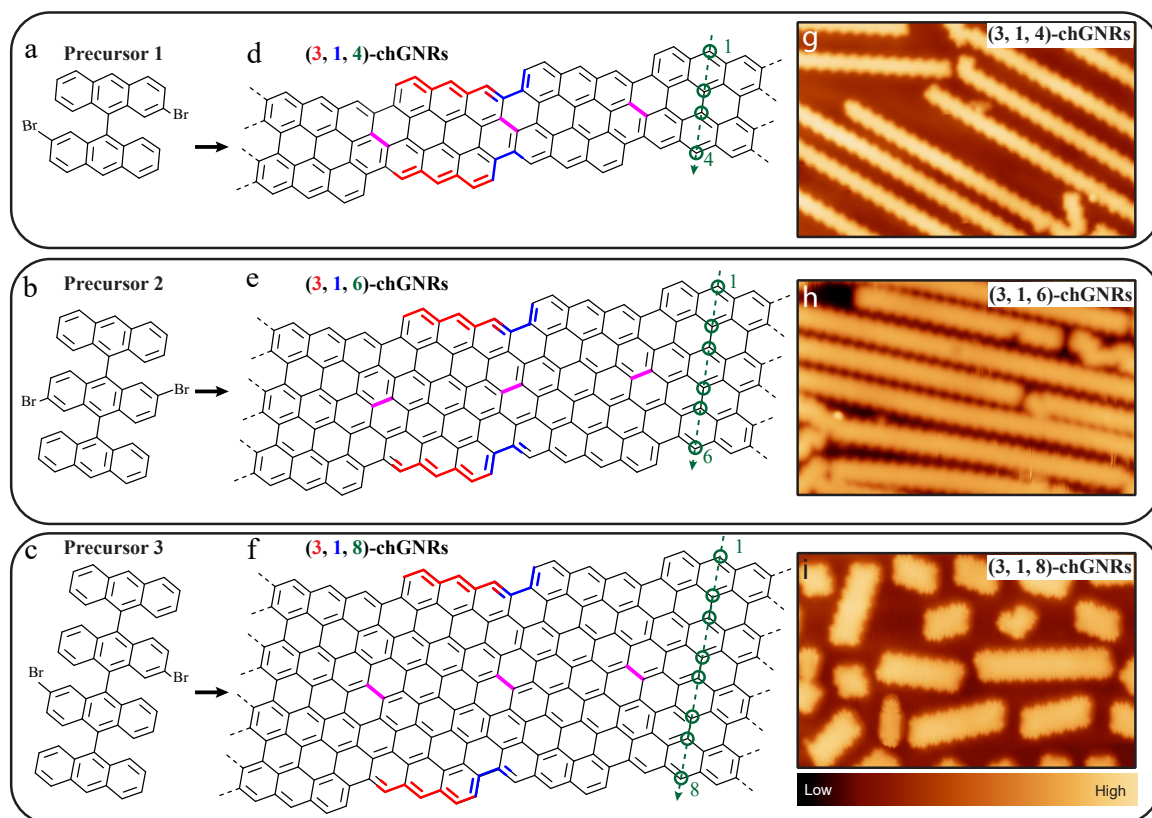 a
Precursor 1
Br
Br
d
(3, 1, 4)-chGNRs
1
4
g
(3, 1, 4)-chGNRs
b
Precursor 2
Br
Br
e
(3, 1, 6)-chGNRs
1
6
h
(3, 1, 6)-chGNRs
c
Precursor 3
Br
Br
f
(3, 1, 8)-chGNRs
1
8
i
(3, 1, 8)-chGNRs
Low
High